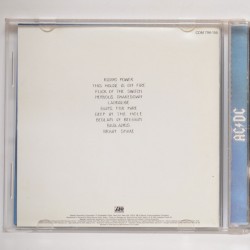 RISING POWER
THIS HOUSE IS ON FIRE
FLICK OF THE SWITCH
NERVOUS SHAKEDOWN
LANDSLIDE
GUNS FOR HIRE
DEEP IN THE HOLE
BEDLAM IN BELGIUM
BADLANDS
BRAIN SHAKE
AC⚡DC